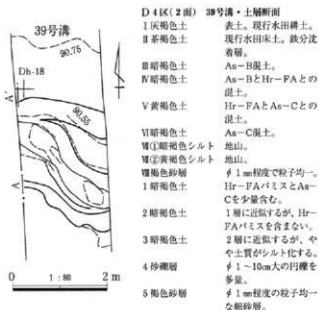 39号溝
90.75
Dh-18
A'
90.55
A
0 1:80 2m
D 4区(2面) 39号溝・土層断面
Ⅰ灰褐色土 表土。現行水田耕土。
Ⅱ茶褐色土 現行水田床土。鉄分沈
着層。
Ⅲ暗褐色土 As-B混土。
Ⅳ暗褐色土 As-BとHr-FAとの
混土。
Ⅴ黄褐色土 Hr-FAとAs-Cとの
混土。
Ⅵ暗褐色土 As-C混土。
Ⅶ①暗褐色シルト 地山。
Ⅶ②黄褐色シルト 地山。
Ⅷ褐色砂層 φ1㎜程度で粒子均一。
1暗褐色土 Hr-FAパミスとAs-
Cを少量含む。
2暗褐色土 1層に近似するが、Hr-
FAパミスを含まない。
3暗褐色土 2層に近似するが、や
や土質がシルト化する。
4砂礫層 φ1~10cm大の円礫を
多量。
5褐色砂層 φ1㎜程度の粒子均一
な細砂層。